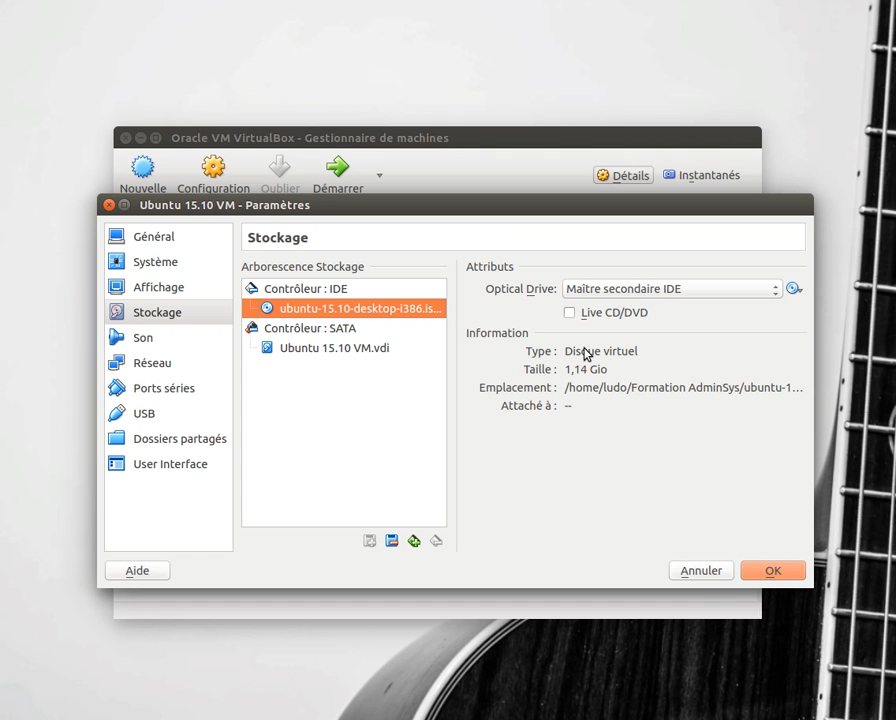 Oracle VM VirtualBox - Gestionnaire de machines
Nouvelle Configuration Oublier Démarrer Détails Instantanés
Ubuntu 15.10 VM - Paramètres
Général
Système
Affichage
Stockage
Son
Réseau
Ports séries
USB
Dossiers partagés
User Interface
Stockage
Arborescence Stockage
Contrôleur : IDE
ubuntu-15.10-desktop-i386.is...
Contrôleur : SATA
Ubuntu 15.10 VM.vdi
Attributs
Optical Drive: Maître secondaire IDE
Live CD/DVD
Information
Type : Disque virtuel
Taille : 1,14 Gio
Emplacement : /home/ludo/Formation AdminSys/ubuntu-1...
Attaché à : --
Aide Annuler OK